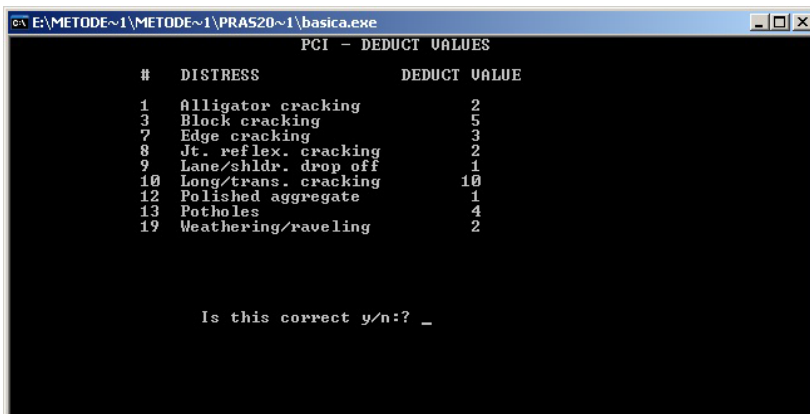 E:\METODE~1\METODE~1\PRAS20~1\basica.exe
PCI - DEDUCT VALUES
# DISTRESS DEDUCT VALUE
1 Alligator cracking 2
3 Block cracking 5
7 Edge cracking 3
8 Jt. reflex. cracking 2
9 Lane/shldr. drop off 1
10 Long/trans. cracking 10
12 Polished aggregate 1
13 Potholes 4
19 Weathering/raveling 2
Is this correct y/n:? _